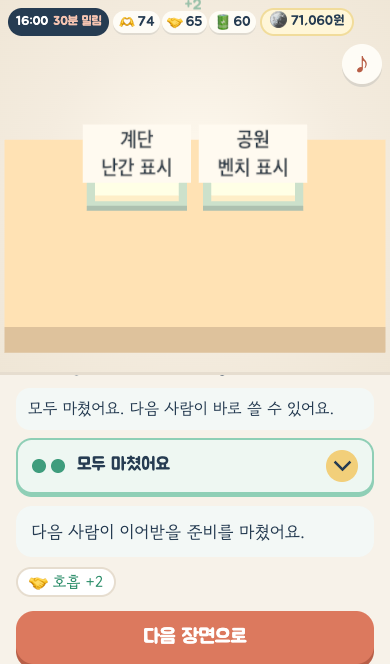 +2
16:00 30분 밀림 74 65 60 71,060원
계단
난간 표시
공원
벤치 표시
모두 마쳤어요. 다음 사람이 바로 쓸 수 있어요.
모두 마쳤어요
다음 사람이 이어받을 준비를 마쳤어요.
호흡 +2
다음 장면으로